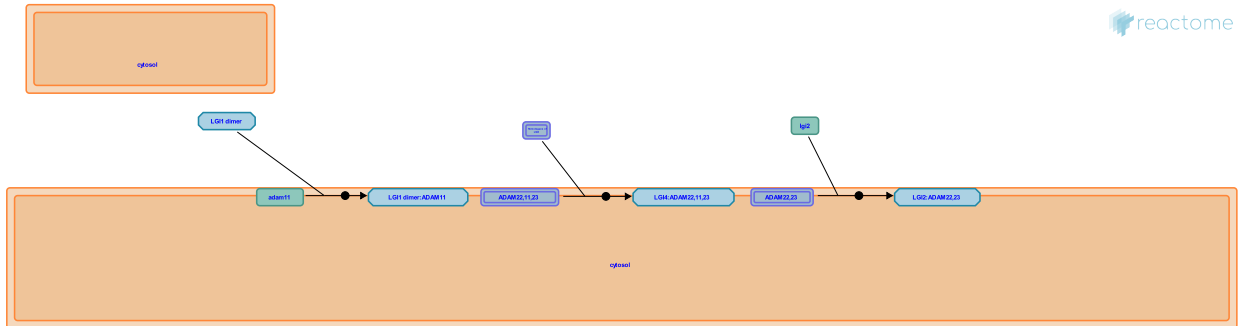 reactome
cytosol
LGI1 dimer
lgi2
adam11
LGI1 dimer:ADAM11
ADAM22,11,23
LGI4:ADAM22,11,23
ADAM22,23
LGI2:ADAM22,23
cytosol